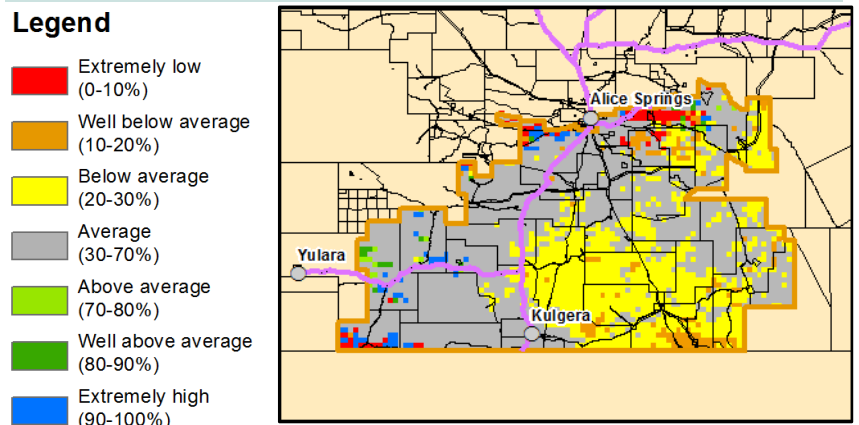 Legend
Extremely low
(0-10%)
Well below average
(10-20%)
Below average
(20-30%)
Average
(30-70%)
Above average
(70-80%)
Well above average
(80-90%)
Extremely high
(90-100%)
Alice Springs
Yulara
Kulgera